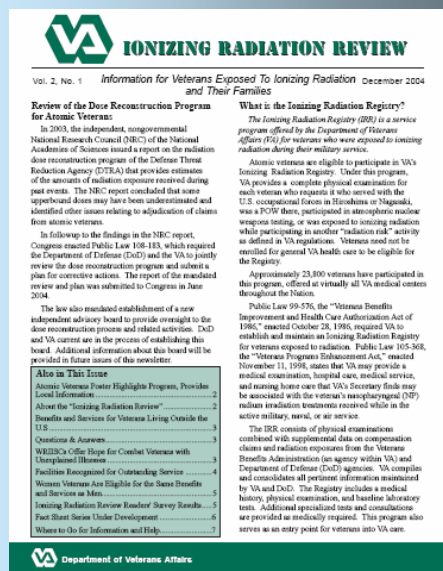 VA IONIZING RADIATION REVIEW
Vol. 2, No. 1 Information for Veterans Exposed To Ionizing Radiation December 2004
and Their Families
Review of the Dose Reconstruction Program
for Atomic Veterans
In 2003, the independent, nongovernmental
National Research Council (NRC) of the National
Academies of Sciences issued a report on the radiation
dose reconstruction program of the Defense Threat
Reduction Agency (DTRA) that provides estimates
of the amounts of radiation exposure received during
past events. The NRC report concluded that some
upperbound doses may have been underestimated and
identified other issues relating to adjudication of claims
from atomic veterans.
In followup to the findings in the NRC report,
Congress enacted Public Law 108-183, which required
the Department of Defense (DoD) and the VA to jointly
review the dose reconstruction program and submit a
plan for corrective actions. The report of the mandated
review and plan was submitted to Congress in June
2004.
The law also mandated establishment of a new
independent advisory board to provide oversight to the
dose reconstruction process and related activities. DoD
and VA current are in the process of establishing this
board. Additional information about this board will be
provided in future issues of this newsletter.
Also in This Issue
Atomic Veterans Poster Highlights Program, Provides
Local Information ... 2
About the "Ionizing Radiation Review" ... 2
Benefits and Services for Veterans Living Outside the
U.S ... 3
Questions & Answers ... 3
WRIISCs Offer Hope for Combat Veterans with
Unexplained Illnesses ... 3
Facilities Recognized for Outstanding Service ... 4
Women Veterans Are Eligible for the Same Benefits
and Services as Men ... 5
Ionizing Radiation Review Readers' Survey Results ... 5
Fact Sheet Series Under Development ... 6
Where to Go for Information and Help ... 7
What is the Ionizing Radiation Registry?
The Ionizing Radiation Registry (IRR) is a service
program offered by the Department of Veterans
Affairs (VA) for veterans who were exposed to ionizing
radiation during their military service.
Atomic veterans are eligible to participate in VA's
Ionizing Radiation Registry. Under this program,
VA provides a complete physical examination for
each veteran who requests it who served with the
U.S. occupational forces in Hiroshima or Nagasaki,
was a POW there, participated in atmospheric nuclear
weapons testing, or was exposed to ionizing radiation
while participating in another "radiation risk" activity
as defined in VA regulations. Veterans need not be
enrolled for general VA health care to be eligible for
the Registry.
Approximately 23,800 veterans have participated in
this program, offered at virtually all VA medical centers
throughout the Nation.
Public Law 99-576, the "Veterans Benefits
Improvement and Health Care Authorization Act of
1986," enacted October 28, 1986, required VA to
establish and maintain an Ionizing Radiation Registry
for veterans exposed to radiation. Public Law 105-368,
the "Veterans Programs Enhancement Act," enacted
November 11, 1998, states that VA may provide a
medical examination, hospital care, medical service,
and nursing home care that VA's Secretary finds may
be associated with the veteran's nasopharyngeal (NP)
radium irradiation treatments received while in the
active military, naval, or air service.
The IRR consists of physical examinations
combined with supplemental data on compensation
claims and radiation exposures from the Veterans
Benefits Administration (an agency within VA) and
Department of Defense (DoD) agencies. VA compiles
and consolidates all pertinent information maintained
by VA and DoD. The Registry includes a medical
history, physical examination, and baseline laboratory
tests. Additional specialized tests and consultations
are provided as medically required. This program also
serves as an entry point for veterans into VA care.
VA Department of Veterans Affairs